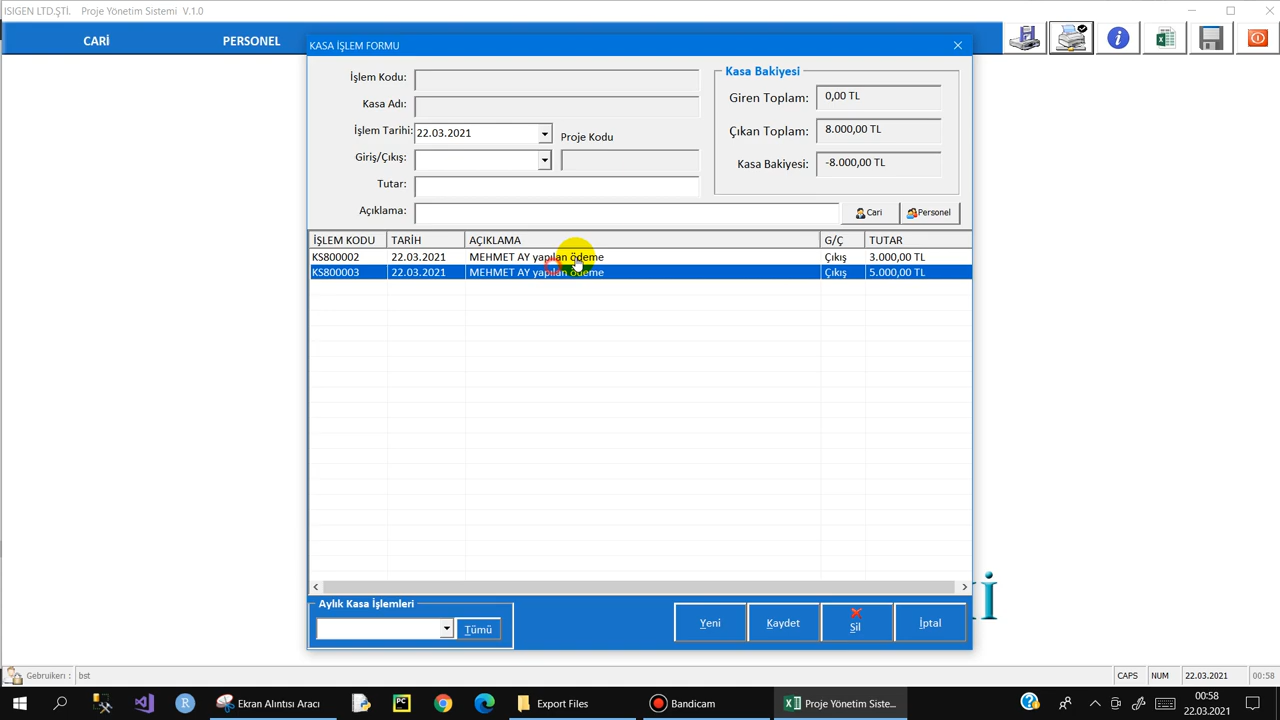 ISIGEN LTD.ŞTİ.    Proje Yönetim Sistemi  V.1.0
CARİ
PERSONEL
KASA İŞLEM FORMU
İşlem Kodu:
Kasa Adı:
İşlem Tarihi: 22.03.2021
Proje Kodu
Giriş/Çıkış:
Tutar:
Açıklama:
Kasa Bakiyesi
Giren Toplam: 0,00 TL
Çıkan Toplam: 8.000,00 TL
Kasa Bakiyesi: -8.000,00 TL
Cari
Personel
İŞLEM KODU TARİH AÇIKLAMA G/Ç TUTAR
KS800002 22.03.2021 MEHMET AY yapılan ödeme Çıkış 3.000,00 TL
KS800003 22.03.2021 MEHMET AY yapılan ödeme Çıkış 5.000,00 TL
Aylık Kasa İşlemleri
Tümü
Yeni
Kaydet
Sil
İptal
Gebruikerı : bst
CAPS NUM 22.03.2021 00:58
Ekran Alıntısı Aracı
Export Files
Bandicam
Proje Yönetim Siste...
00:58
22.03.2021